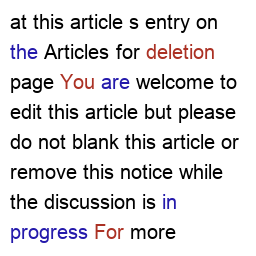 at this article s entry on
the Articles for deletion
page You are welcome to
edit this article but please
do not blank this article or
remove this notice while
the discussion is in
progress For more